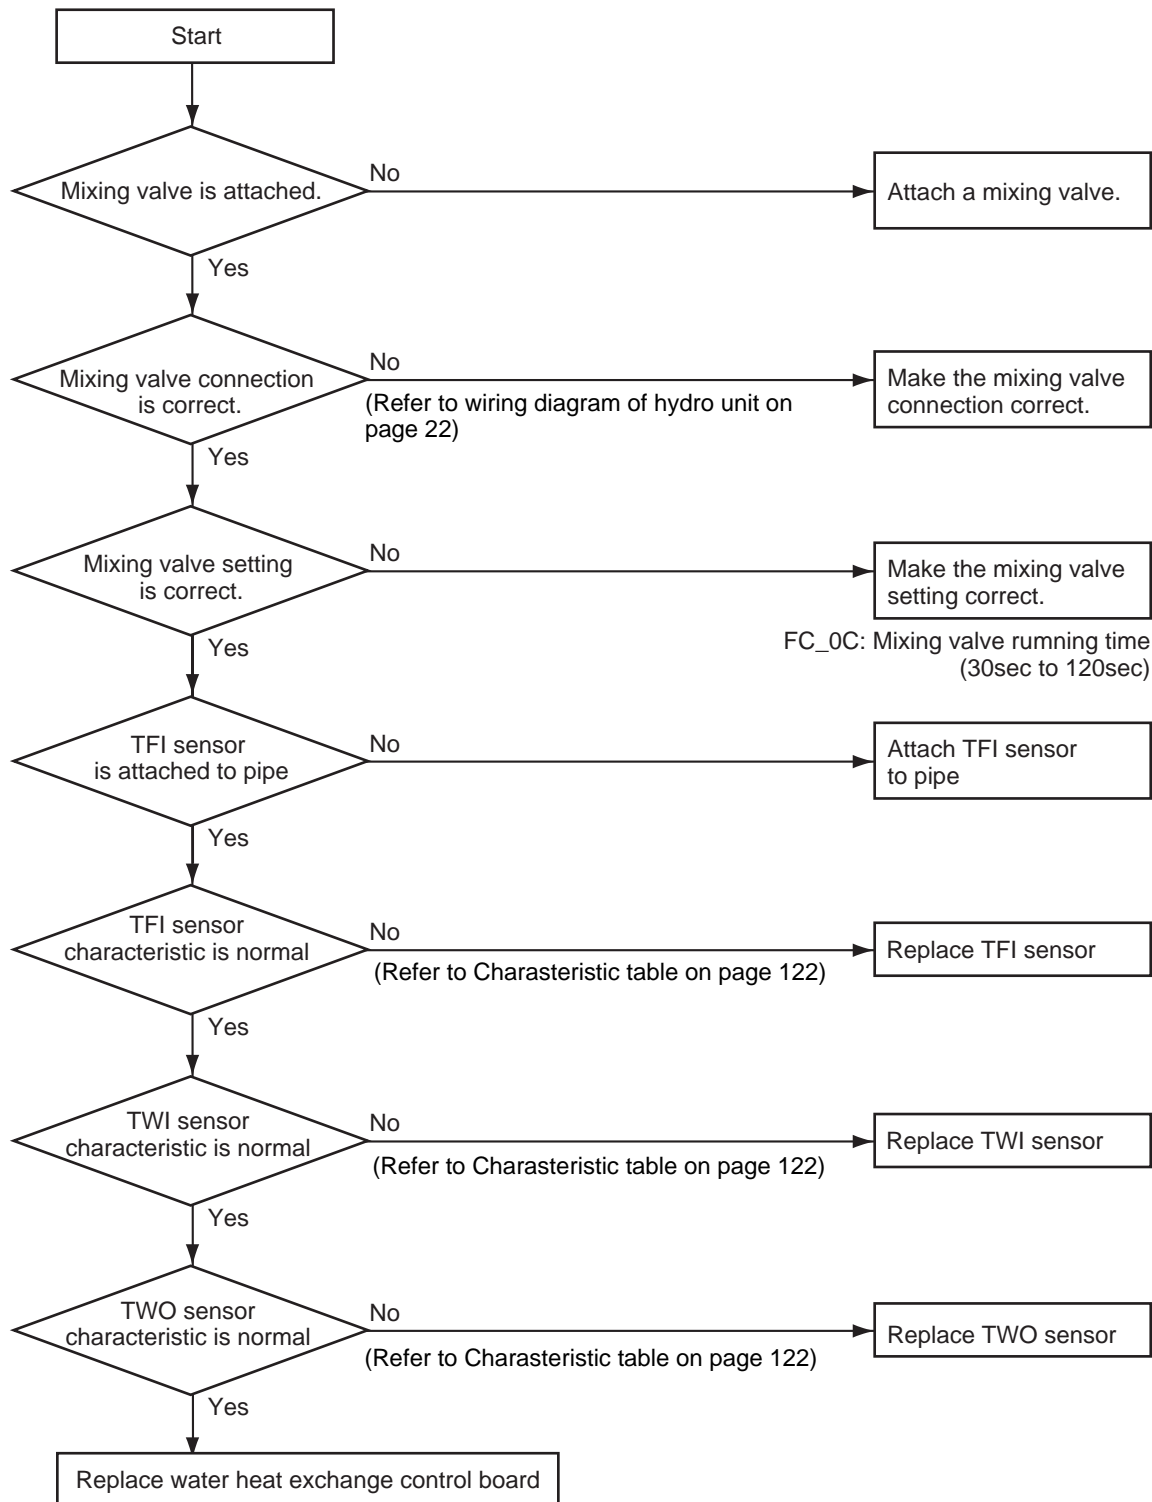 Start
Mixing valve is attached.
No
Attach a mixing valve.
Yes
Mixing valve connection
is correct.
No
(Refer to wiring diagram of hydro unit on
page 22)
Make the mixing valve
connection correct.
Yes
Mixing valve setting
is correct.
No
Make the mixing valve
setting correct.
FC_0C: Mixing valve rumning time
(30sec to 120sec)
Yes
TFI sensor
is attached to pipe
No
Attach TFI sensor
to pipe
Yes
TFI sensor
characteristic is normal
No
(Refer to Charasteristic table on page 122)
Replace TFI sensor
Yes
TWI sensor
characteristic is normal
No
(Refer to Charasteristic table on page 122)
Replace TWI sensor
Yes
TWO sensor
characteristic is normal
No
(Refer to Charasteristic table on page 122)
Replace TWO sensor
Yes
Replace water heat exchange control board